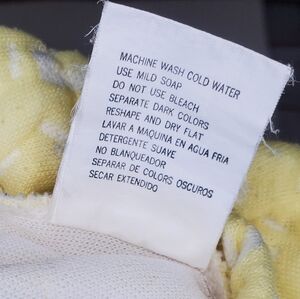 MACHINE WASH COLD WATER
USE MILD SOAP
DO NOT USE BLEACH
SEPARATE DARK COLORS
RESHAPE AND DRY FLAT
LAVAR A MAQUINA EN AGUA FRIA
DETERGENTE SUAVE
NO BLANQUEADOR
SEPARAR DE COLORS OSCUROS
SECAR EXTENDIDO